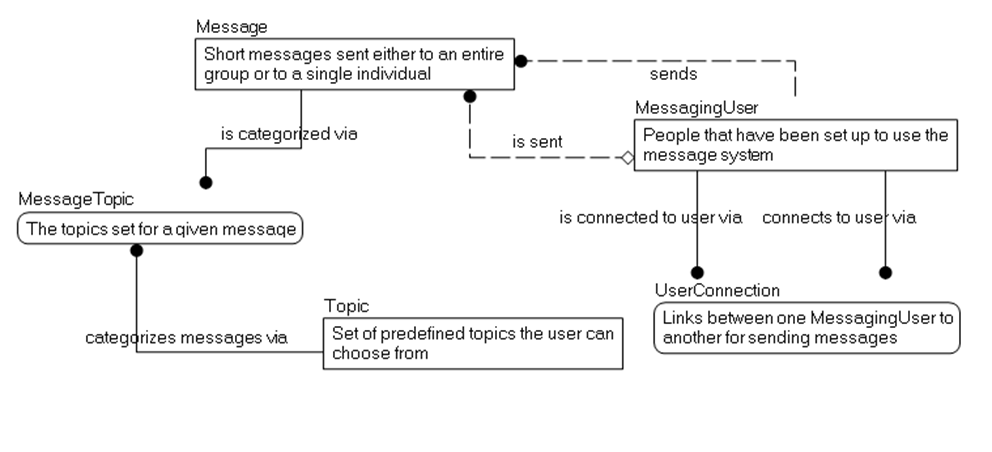 Message
Short messages sent either to an entire
group or to a single individual
sends
MessagingUser
People that have been set up to use the
message system
is categorized via
is sent
MessageTopic
The topics set for a given message
is connected to user via
connects to user via
UserConnection
Links between one MessagingUser to
another for sending messages
Topic
Set of predefined topics the user can
choose from
categorizes messages via